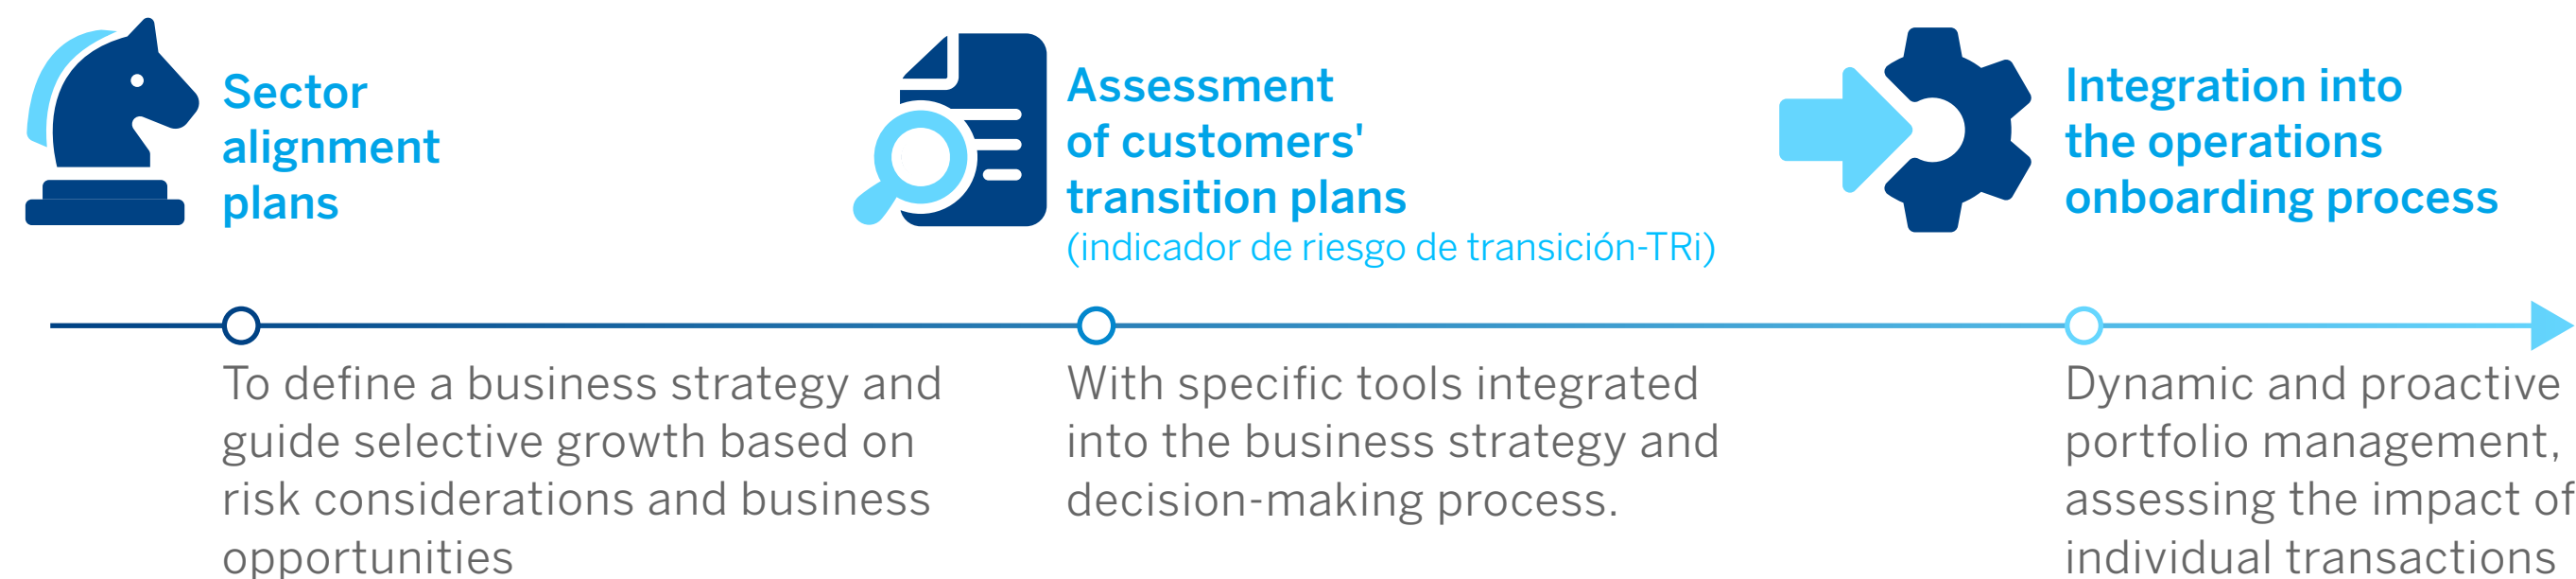 Sector
alignment
plans
Assessment
of customers'
transition plans
(indicador de riesgo de transición-TRi)
Integration into
the operations
onboarding process
To define a business strategy and
guide selective growth based on
risk considerations and business
opportunities
With specific tools integrated
into the business strategy and
decision-making process.
Dynamic and proactive
portfolio management,
assessing the impact of
individual transactions